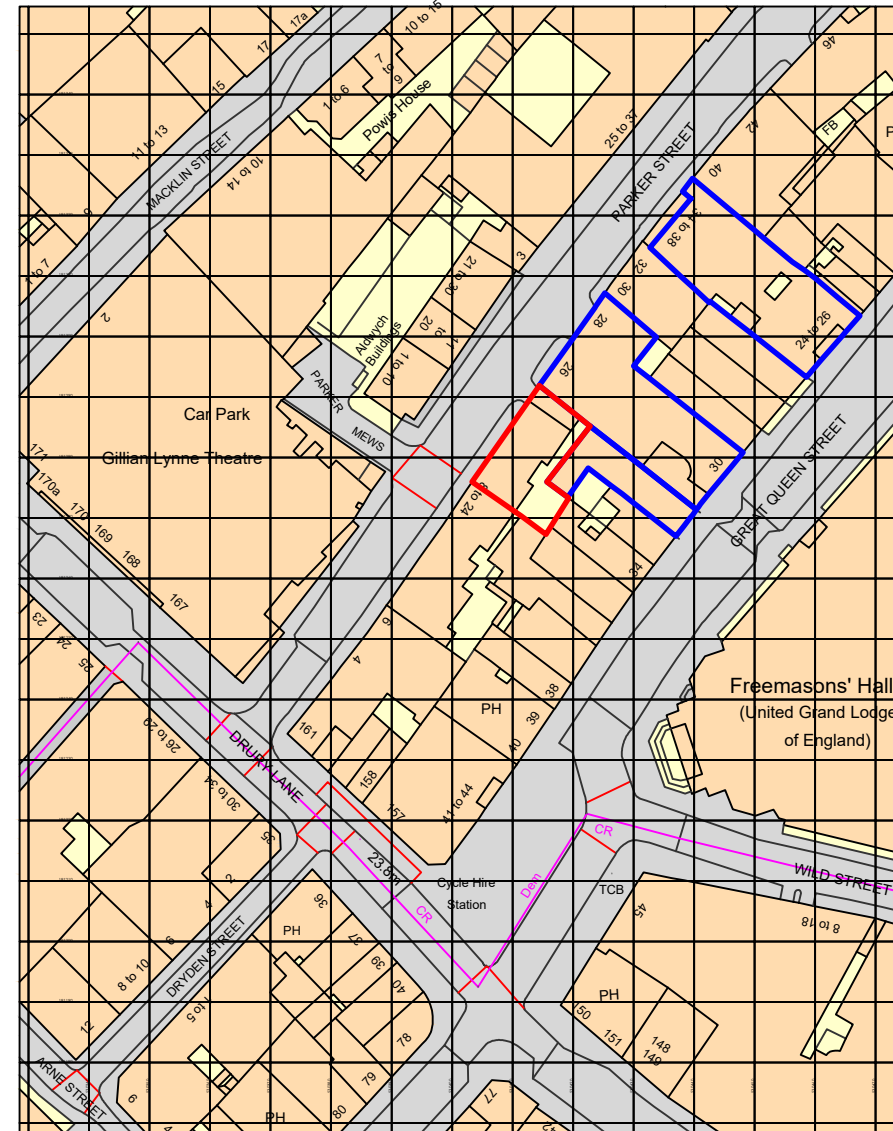 17a
10 to 15
17
7
to
9
46
15
1 to 6
Powis House
25 to 37
42
FB
11 to 13
MACKLIN STREET
10 to 14
PARKER STREET
40
9
34 to 38
1 to 7
21 to 30
3
32
30
2
28
20
to
11
Aldwych
Buildings
1 to 10
24 to 26
26
PARKER
MEWS
Car Park
Gillian Lynne Theatre
171
170a
170
169
168
167
30
GREAT QUEEN STREET
34
23
24
25
6
4
26 to 29
DRURY LANE
161
158
157
PH
38
39
40
41 to 44
Freemasons' Hall
(United Grand Lodge
of England)
30 to 34
35
23.8m
Cycle Hire
Station
Dem
CR
CR
TCB
WILD STREET
8 to 18
45
2
4
6
8 to 10
DRYDEN STREET
1 to 5
12
36
PH
37
39
40
78
79
80
PH
ARNE STREET
6
PH
150
151
148
149
77